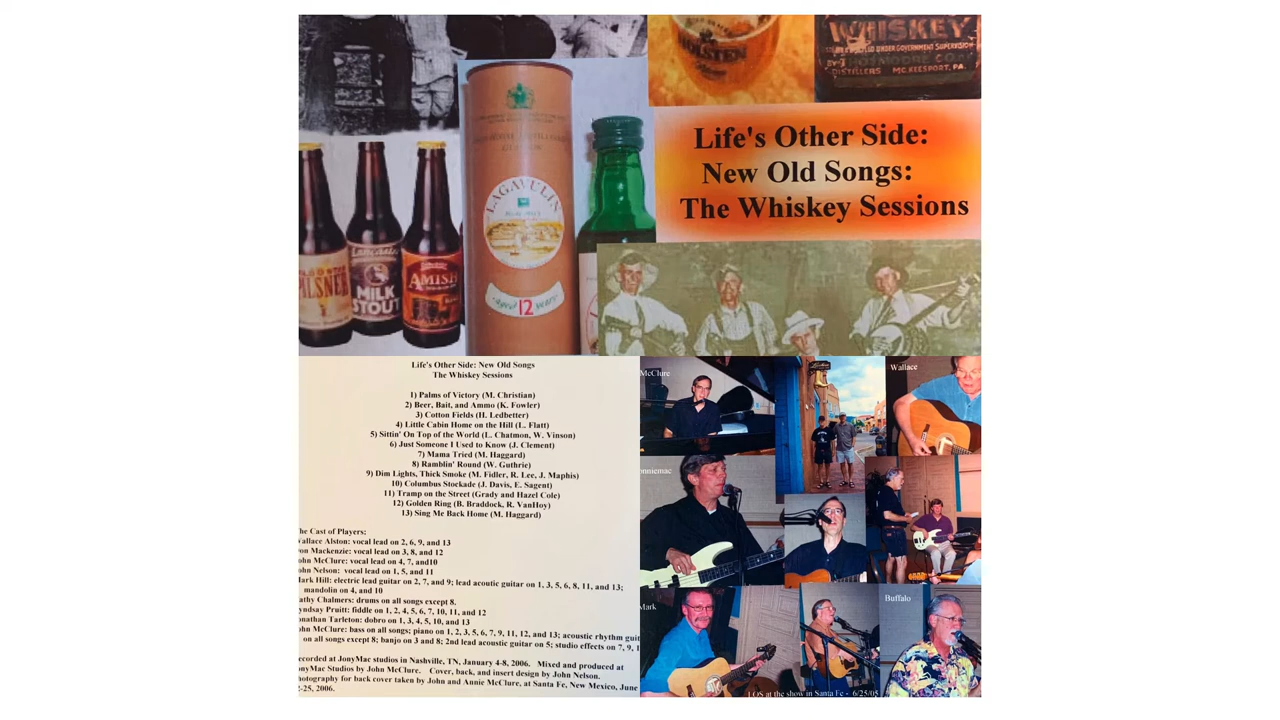 HOLSTEN
WHISKEY
UNDER GOVERNMENT SUPERVISION
DISTILLERS MCKEESPORT, PA.
Life's Other Side:
New Old Songs:
The Whiskey Sessions
LAGAVULIN
Aged 12 years
PILSNER
Lancaster
MILK
STOUT
AMISH
Life's Other Side: New Old Songs
The Whiskey Sessions
1) Palms of Victory (M. Christian)
2) Beer, Bait, and Ammo (K. Fowler)
3) Cotton Fields (H. Ledbetter)
4) Little Cabin Home on the Hill (L. Flatt)
5) Sittin' On Top of the World (L. Chatmon, W. Vinson)
6) Just Someone I Used to Know (J. Clement)
7) Mama Tried (M. Haggard)
8) Ramblin' Round (W. Guthrie)
9) Dim Lights, Thick Smoke (M. Fidler, R. Lee, J. Maphis)
10) Columbus Stockade (J. Davis, E. Sagent)
11) Tramp on the Street (Grady and Hazel Cole)
12) Golden Ring (B. Braddock, R. VanHoy)
13) Sing Me Back Home (M. Haggard)
he Cast of Players:
allace Alston: vocal lead on 2, 6, 9, and 13
on Mackenzie: vocal lead on 3, 8, and 12
ohn McClure: vocal lead on 4, 7, and10
ohn Nelson: vocal lead on 1, 5, and 11
ark Hill: electric lead guitar on 2, 7, and 9; lead acoutic guitar on 1, 3, 5, 6, 8, 11, and 13;
mandolin on 4, and 10
athy Chalmers: drums on all songs except 8.
yndsay Pruitt: fiddle on 1, 2, 4, 5, 6, 7, 10, 11, and 12
onathan Tarleton: dobro on 1, 3, 4, 5, 10, and 13
ohn McClure: bass on all songs; piano on 1, 2, 3, 5, 6, 7, 9, 11, 12, and 13; acoustic rhythm guit
on all songs except 8; banjo on 3 and 8; 2nd lead acoustic guitar on 5; studio effects on 7, 9, 1
ecorded at JonyMac studios in Nashville, TN, January 4-8, 2006. Mixed and produced at
onyMac Studios by John McClure. Cover, back, and insert design by John Nelson.
hotography for back cover taken by John and Annie McClure, at Santa Fe, New Mexico, June
2-25, 2006.
McClure
Wallace
onniemac
Mark
Buffalo
LOS at the show in Santa Fe - 6/25/05